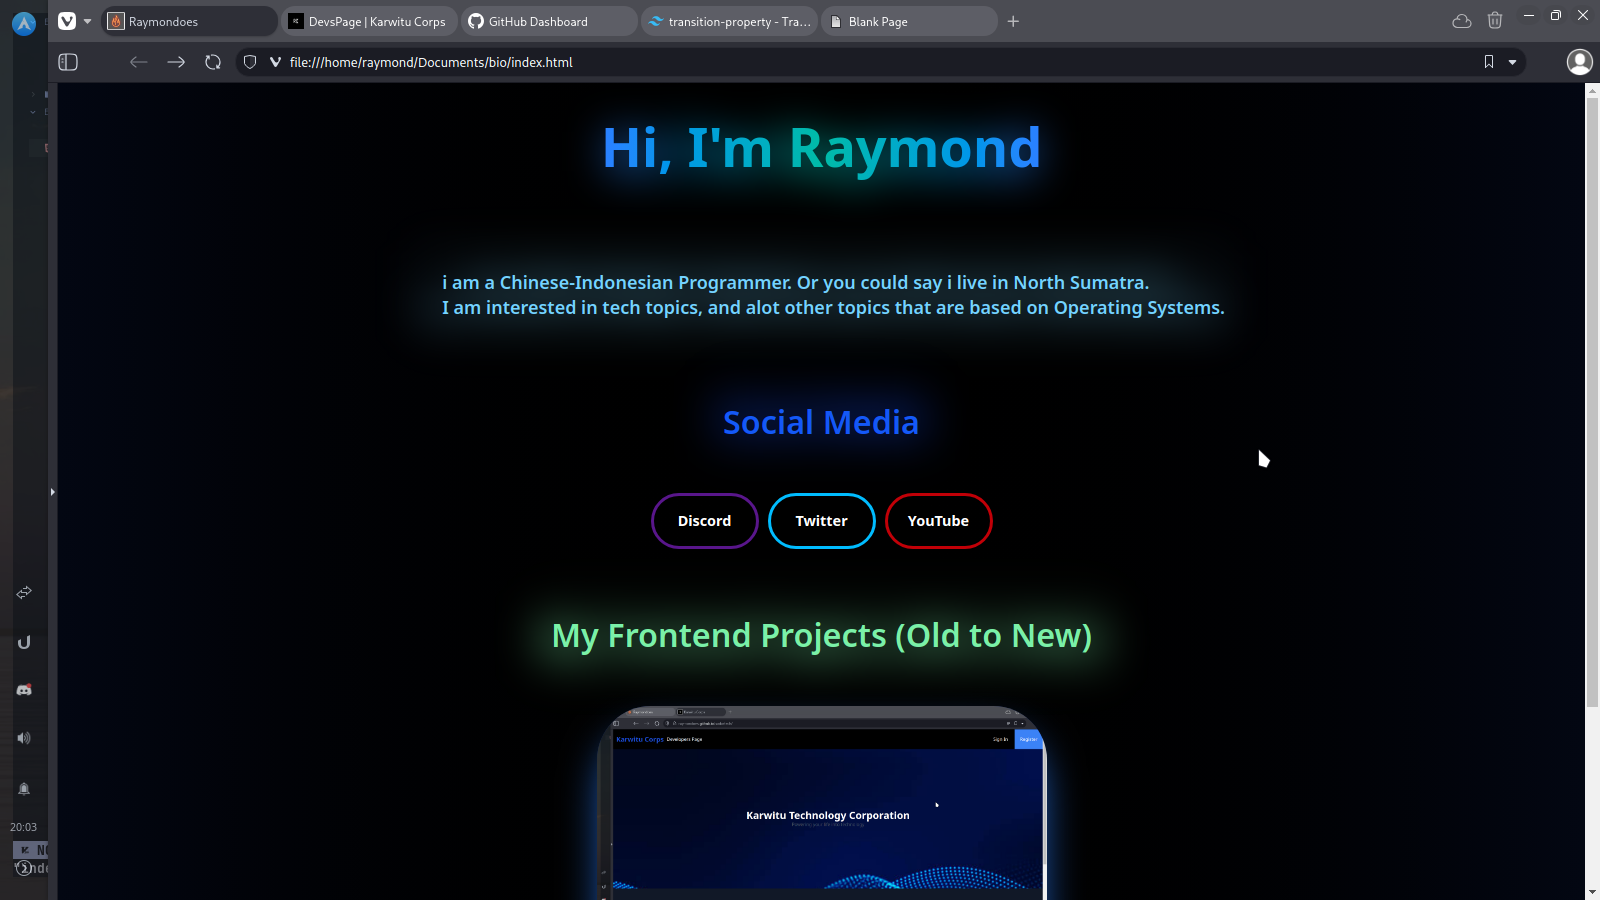 Raymondoes
DevsPage | Karwitu Corps
GitHub Dashboard
transition-property - Tra...
Blank Page
file:///home/raymond/Documents/bio/index.html
Hi, I'm Raymond
i am a Chinese-Indonesian Programmer. Or you could say i live in North Sumatra.
I am interested in tech topics, and alot other topics that are based on Operating Systems.
Social Media
Discord
Twitter
YouTube
My Frontend Projects (Old to New)
Karwitu Corps
Developers Page
Sign In
Register
Karwitu Technology Corporation
20:03